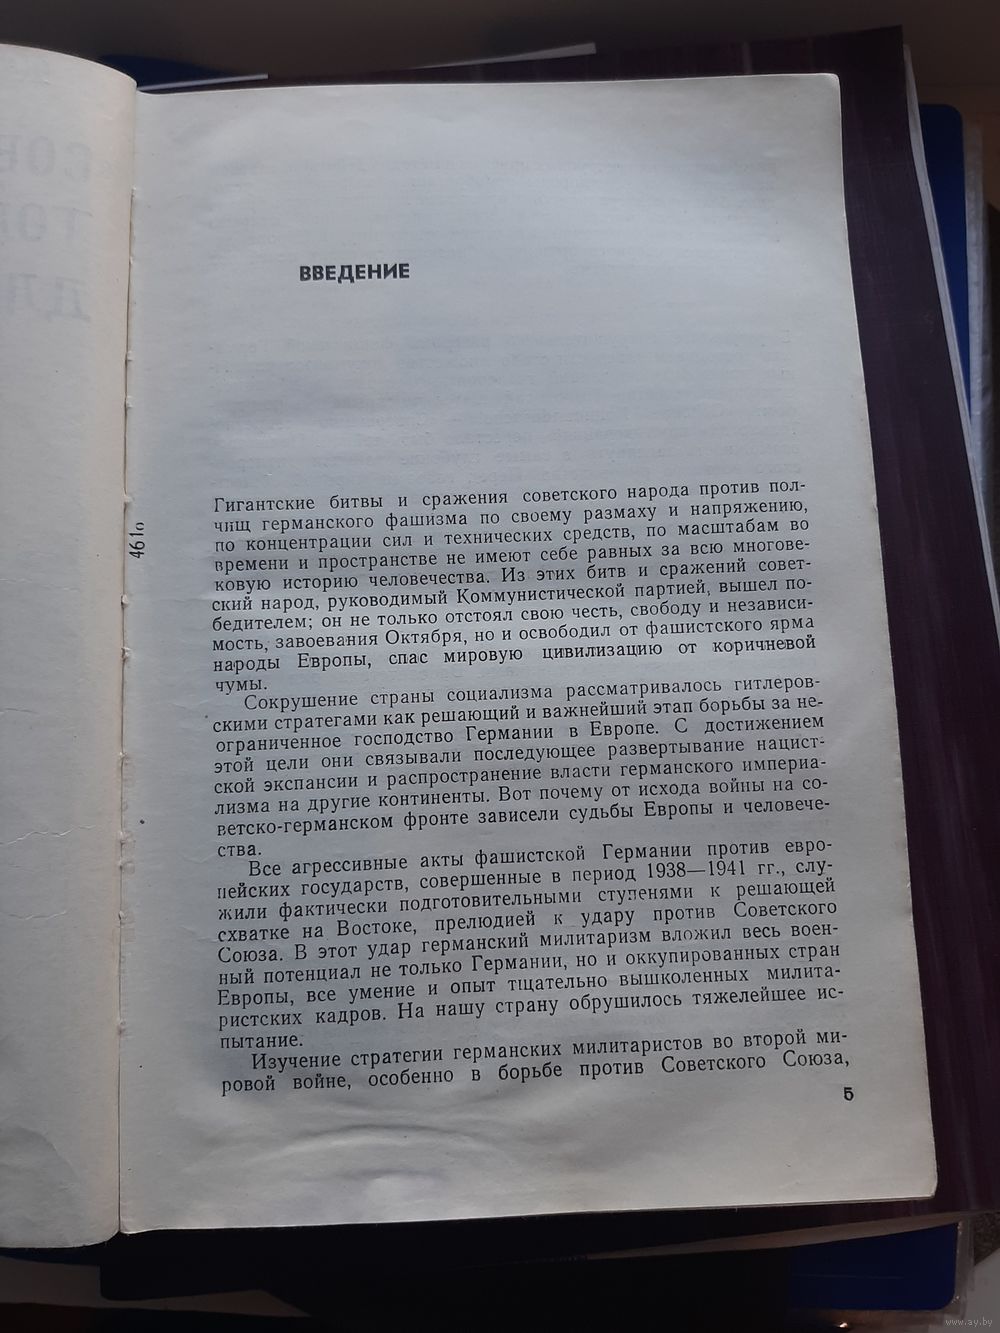 ВВЕДЕНИЕ
Гигантские битвы и сражения советского народа против пол-
чищ германского фашизма по своему размаху и напряжению,
по концентрации сил и технических средств, по масштабам во
времени и пространстве не имеют себе равных за всю многове-
ковую историю человечества. Из этих битв и сражений совет-
ский народ, руководимый Коммунистической партией, вышел по-
бедителем; он не только отстоял свою честь, свободу и независи-
мость, завоевания Октября, но и освободил от фашистского ярма
народы Европы, спас мировую цивилизацию от коричневой
чумы.
Сокрушение страны социализма рассматривалось гитлеров-
скими стратегами как решающий и важнейший этап борьбы за не-
ограниченное господство Германии в Европе. С достижением
этой цели они связывали последующее развертывание нацист-
ской экспансии и распространение власти германского империа-
лизма на другие континенты. Вот почему от исхода войны на со-
ветско-германском фронте зависели судьбы Европы и человече-
ства.
Все агрессивные акты фашистской Германии против евро-
пейских государств, совершенные в период 1938—1941 гг., слу-
жили фактически подготовительными ступенями к решающей
схватке на Востоке, прелюдией к удару против Советского
Союза. В этот удар германский милитаризм вложил весь воен-
ный потенциал не только Германии, но и оккупированных стран
Европы, все умение и опыт тщательно вышколенных милита-
ристских кадров. На нашу страну обрушилось тяжелейшее ис-
пытание.
Изучение стратегии германских милитаристов во второй ми-
ровой войне, особенно в борьбе против Советского Союза,
5
461о
www.ay.by